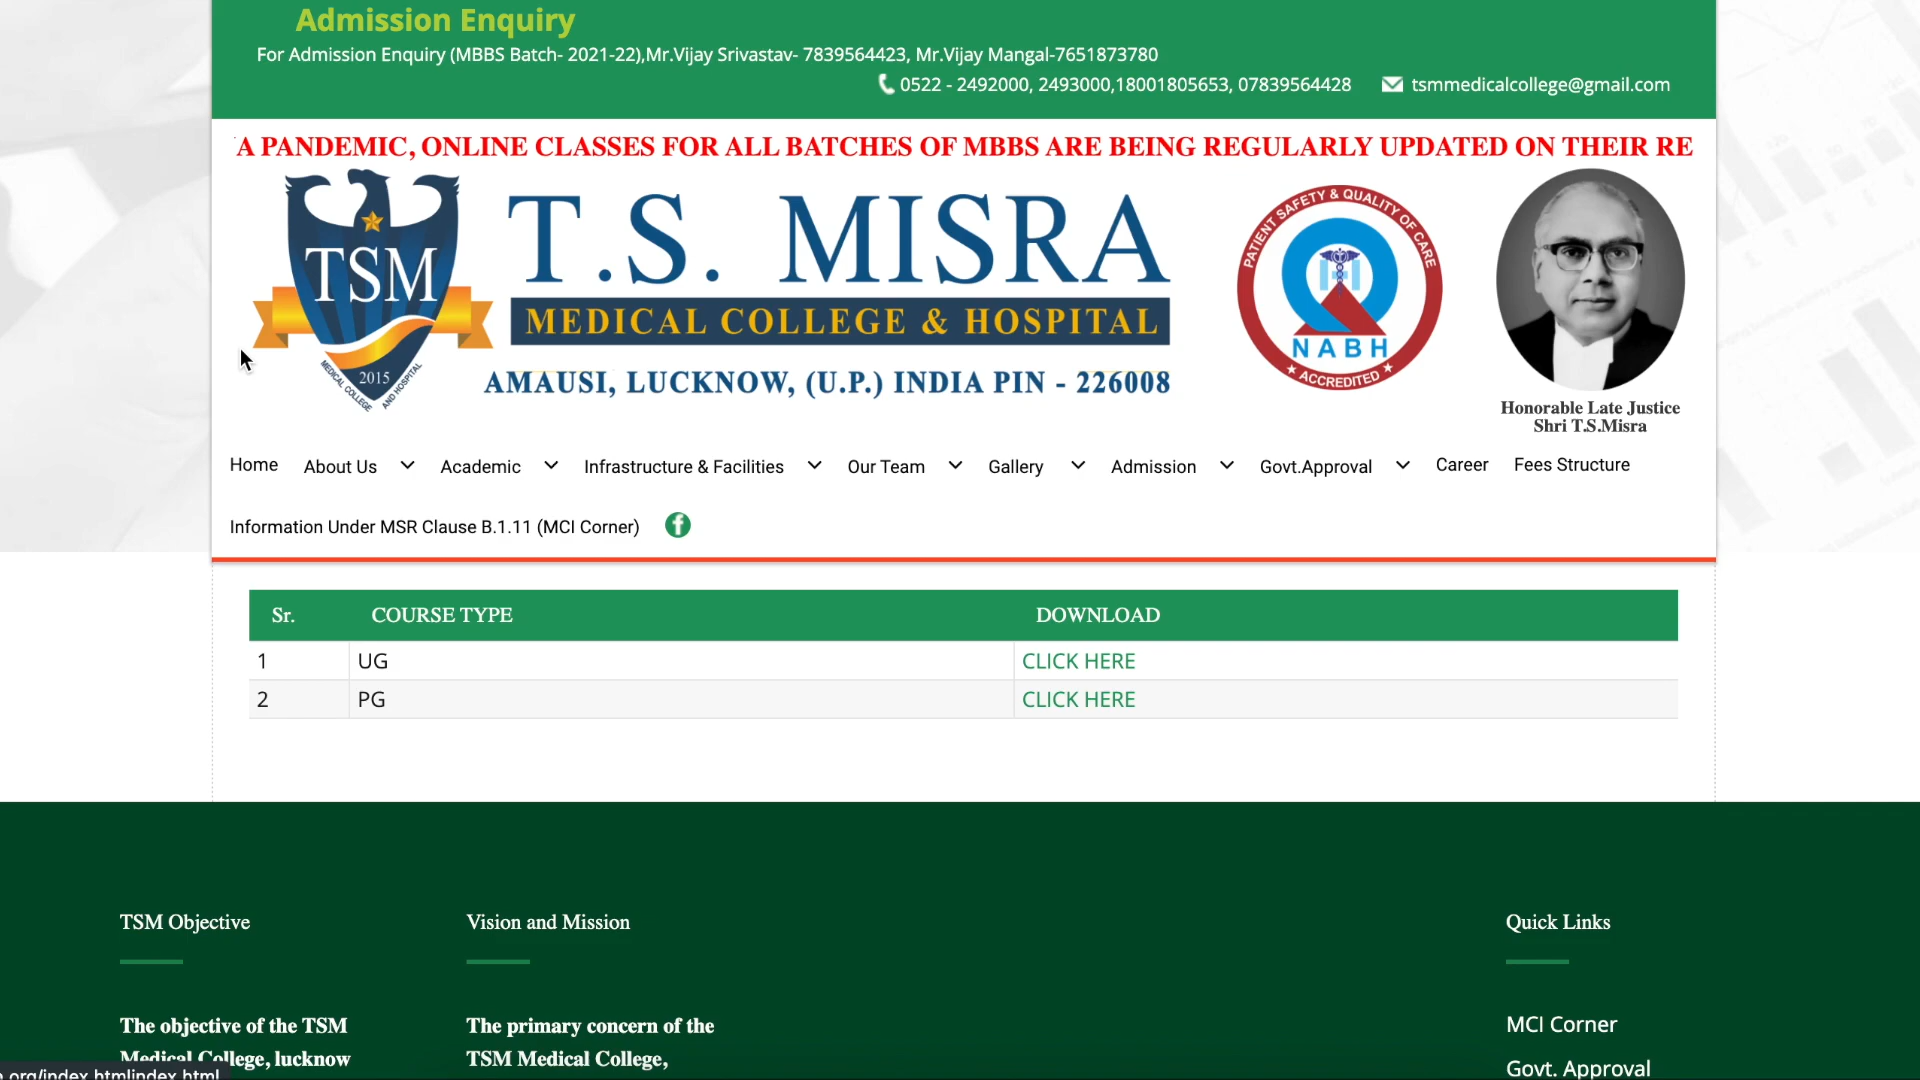 Admission Enquiry
For Admission Enquiry (MBBS Batch- 2021-22),Mr.Vijay Srivastav- 7839564423, Mr.Vijay Mangal-7651873780
0522 - 2492000, 2493000,18001805653, 07839564428 tsmmedicalcollege@gmail.com
A PANDEMIC, ONLINE CLASSES FOR ALL BATCHES OF MBBS ARE BEING REGULARLY UPDATED ON THEIR RE
TSM
2015
MEDICAL COLLEGE AND HOSPITAL
T.S. MISRA
MEDICAL COLLEGE & HOSPITAL
AMAUSI, LUCKNOW, (U.P.) INDIA PIN - 226008
PATIENT SAFETY & QUALITY OF CARE
NABH
ACCREDITED
Honorable Late Justice
Shri T.S.Misra
Home About Us Academic Infrastructure & Facilities Our Team Gallery Admission Govt.Approval Career Fees Structure
Information Under MSR Clause B.1.11 (MCI Corner)
Sr. COURSE TYPE DOWNLOAD
1 UG CLICK HERE
2 PG CLICK HERE
TSM Objective
The objective of the TSM
Medical College, lucknow
Vision and Mission
The primary concern of the
TSM Medical College,
Quick Links
MCI Corner
Govt. Approval
.org/index.htmlindex.html